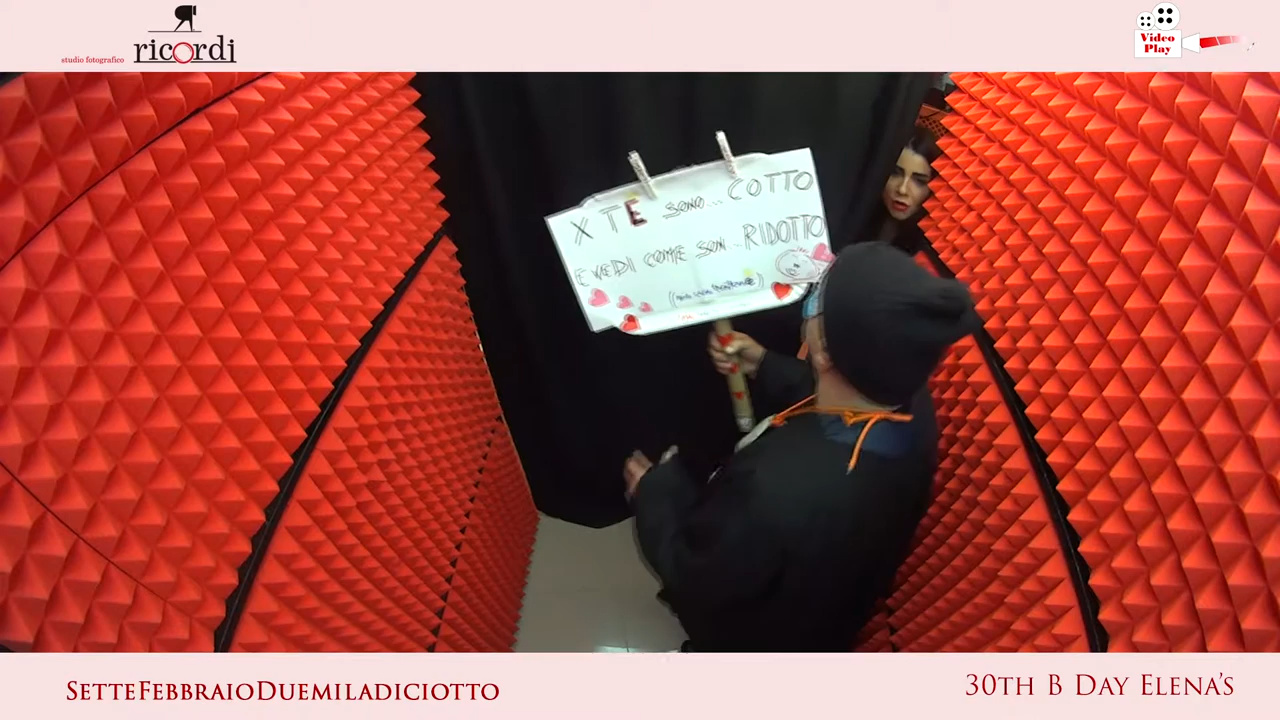 ricordi
studio fotografico
Video
Play
X TE SONO... COTTO
E VEDI COME SON.. RIDOTTO
SetteFebbraioDuemiladiciotto
30th B Day Elena's